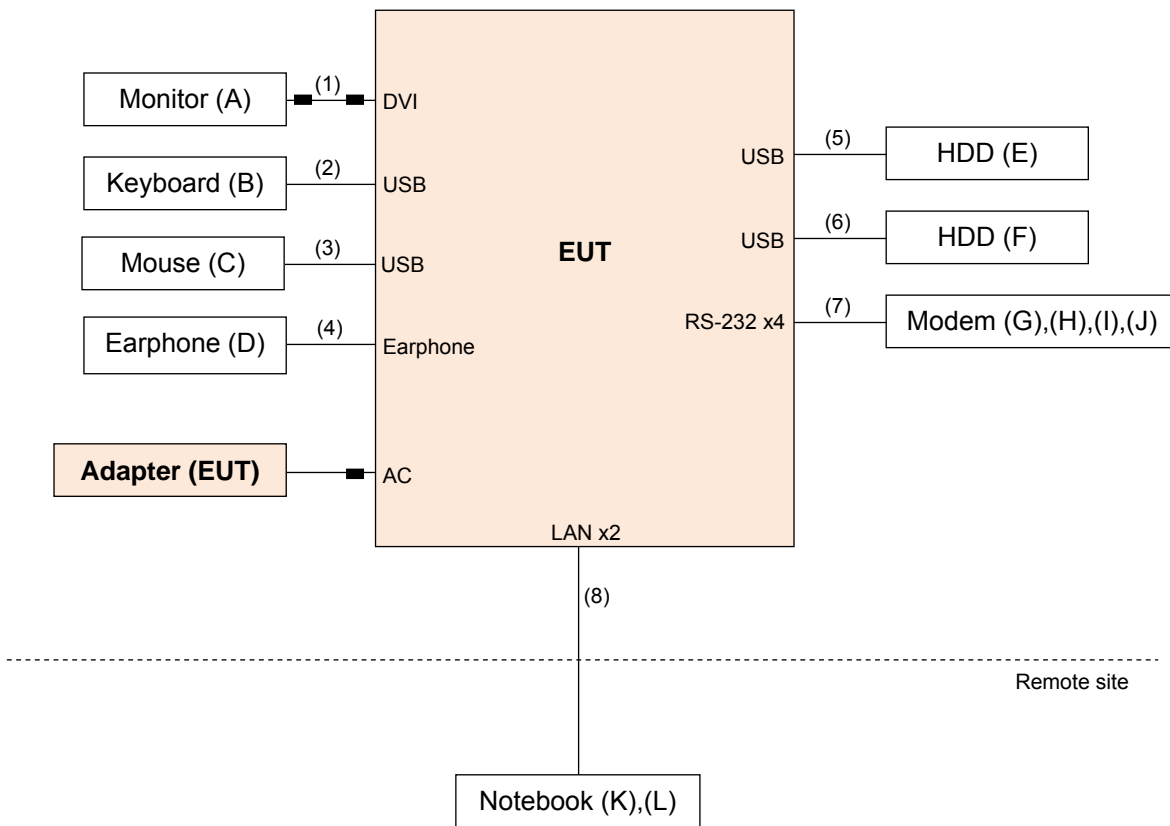 (1)
Monitor (A)
DVI
(2)
Keyboard (B)
USB
(3)
Mouse (C)
USB
(4)
Earphone (D)
Earphone
Adapter (EUT)
AC
EUT
LAN x2
USB
(5)
HDD (E)
USB
(6)
HDD (F)
RS-232 x4
(7)
Modem (G),(H),(I),(J)
(8)
Remote site
Notebook (K),(L)